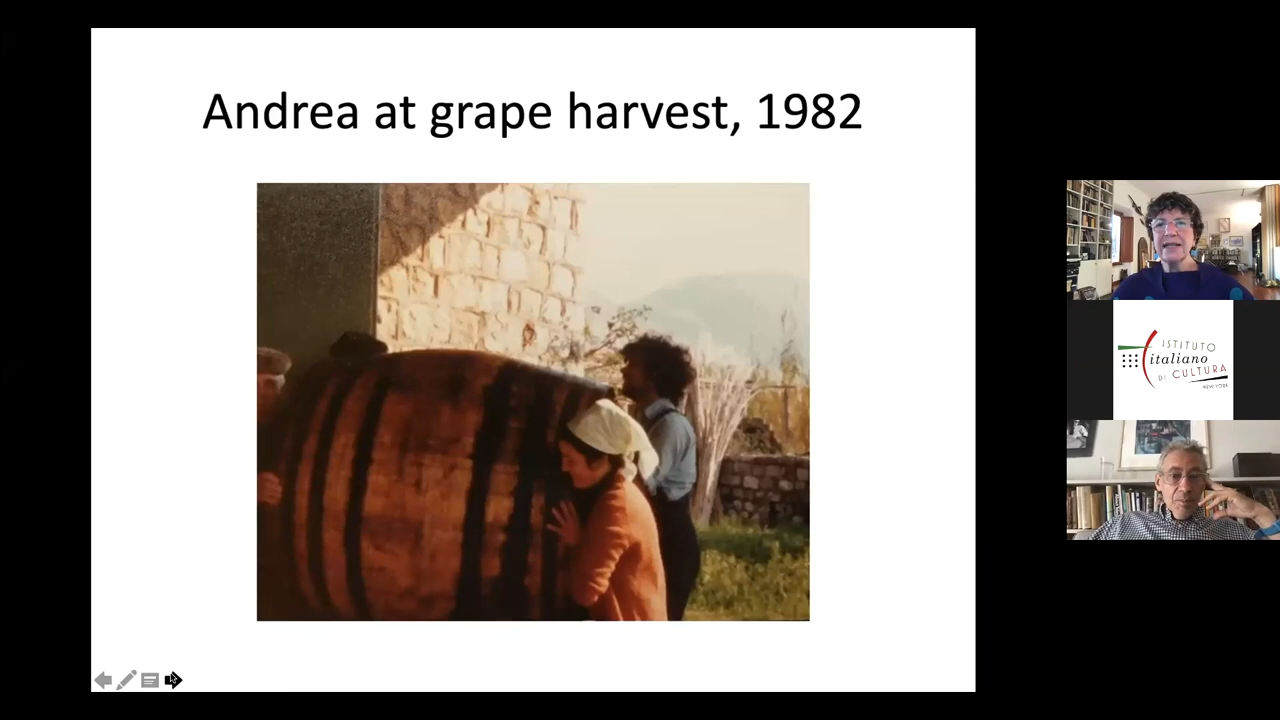 Andrea at grape harvest, 1982
ISTITUTO
italiano
DI CULTURA
NEW YORK